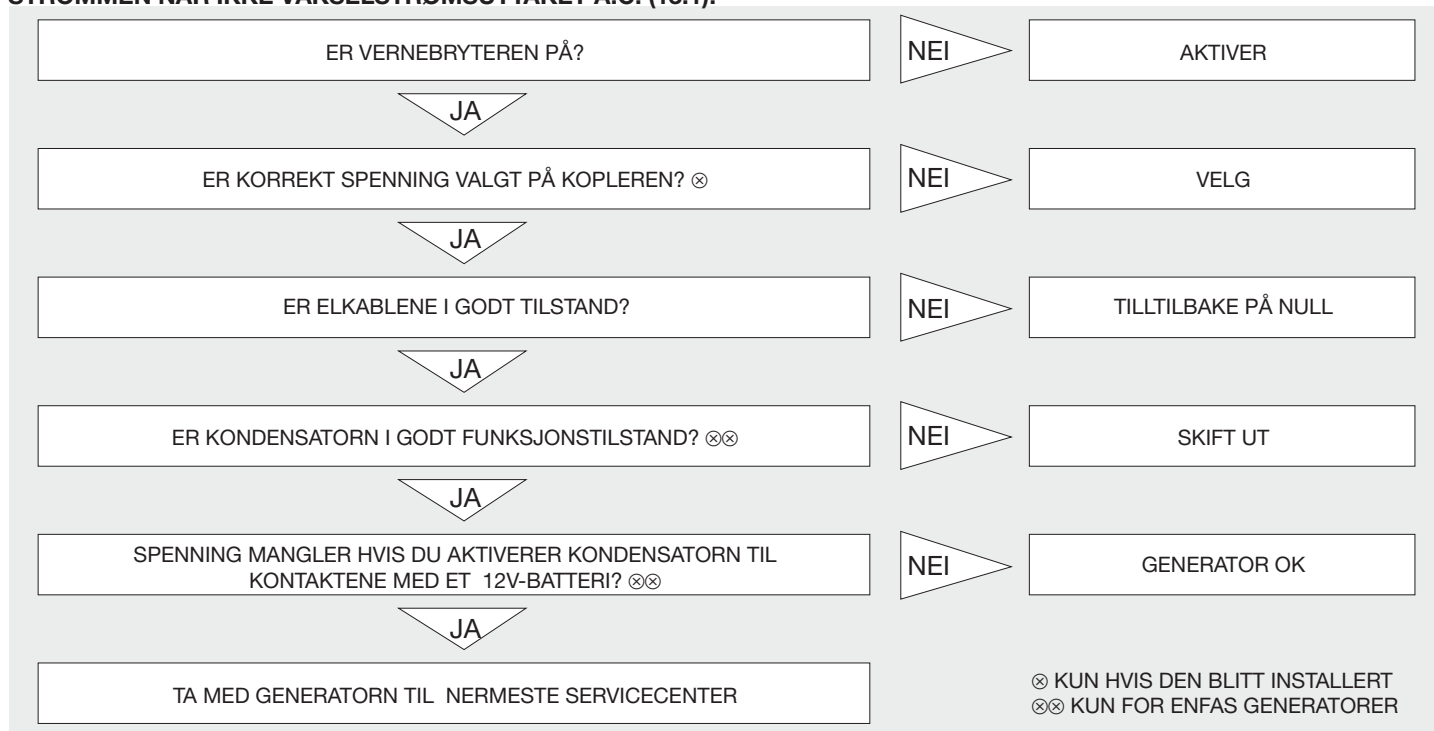 ER VERNEBRYTEREN PÅ?
NEI
AKTIVER
JA
ER KORREKT SPENNING VALGT PÅ KOPLEREN? ⊗
NEI
VELG
JA
ER ELKABLENE I GODT TILSTAND?
NEI
TILLTILBAKE PÅ NULL
JA
ER KONDENSATORN I GODT FUNKSJONSTILSTAND? ⊗⊗
NEI
SKIFT UT
JA
SPENNING MANGLER HVIS DU AKTIVERER KONDENSATORN TIL
KONTAKTENE MED ET 12V-BATTERI? ⊗⊗
NEI
GENERATOR OK
JA
TA MED GENERATORN TIL NERMESTE SERVICECENTER
⊗ KUN HVIS DEN BLITT INSTALLERT
⊗⊗ KUN FOR ENFAS GENERATORER